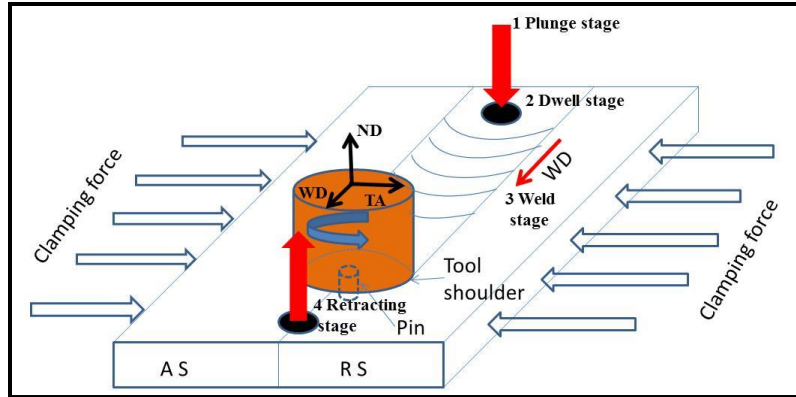 1 Plunge stage
2 Dwell stage
ND
WD
TA
WD
3 Weld
stage
Clamping force
Clamping force
Tool
shoulder
4 Retracting
stage
Pin
A S
R S